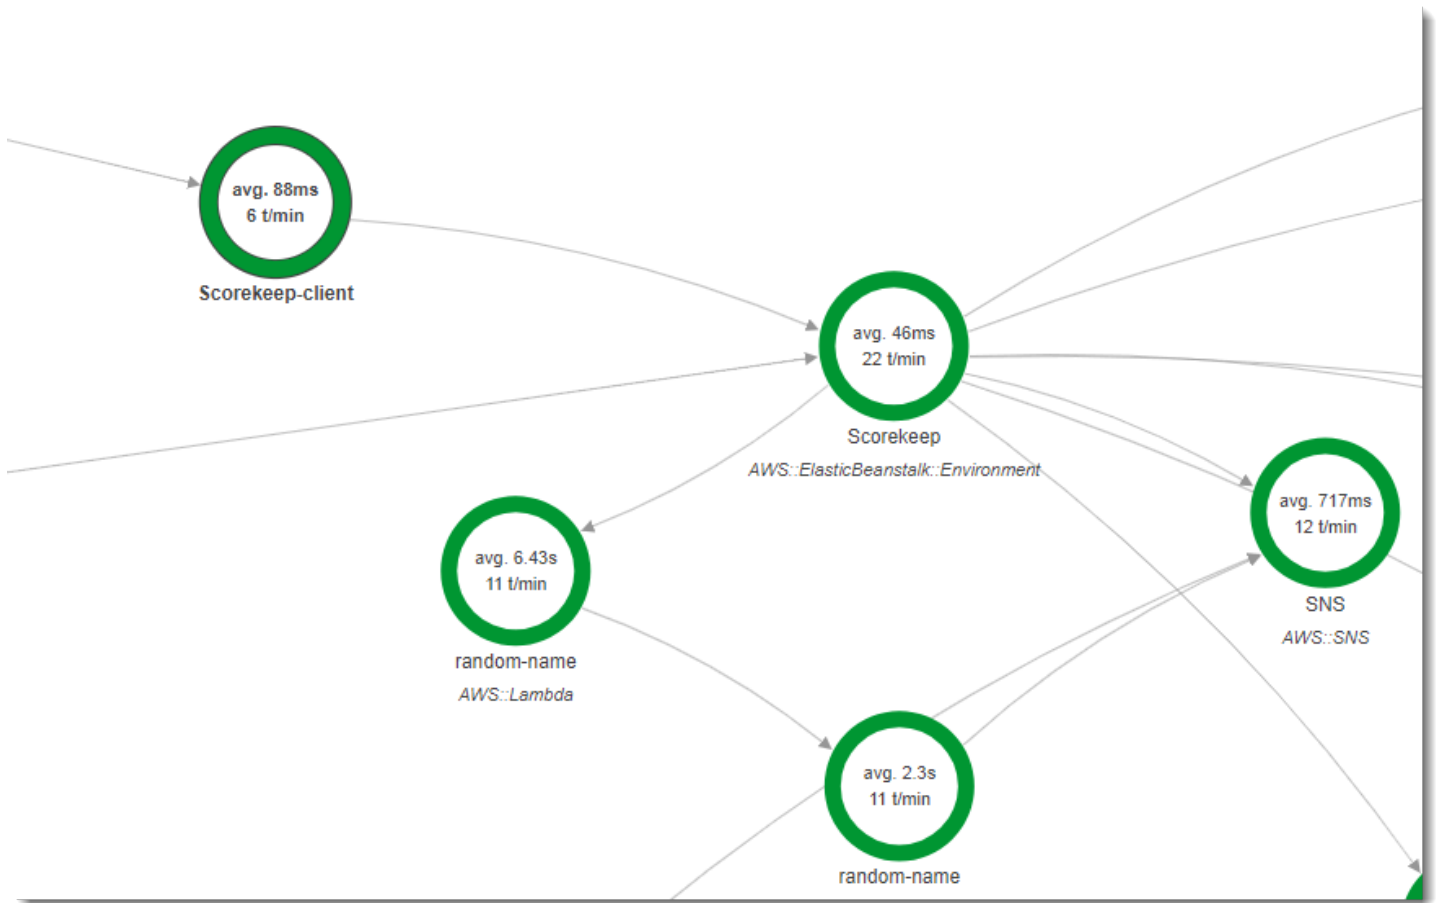 avg. 88ms
6 t/min
Scorekeep-client
avg. 46ms
22 t/min
Scorekeep
AWS::ElasticBeanstalk::Environment
avg. 717ms
12 t/min
SNS
AWS::SNS
avg. 6.43s
11 t/min
random-name
AWS::Lambda
avg. 2.3s
11 t/min
random-name